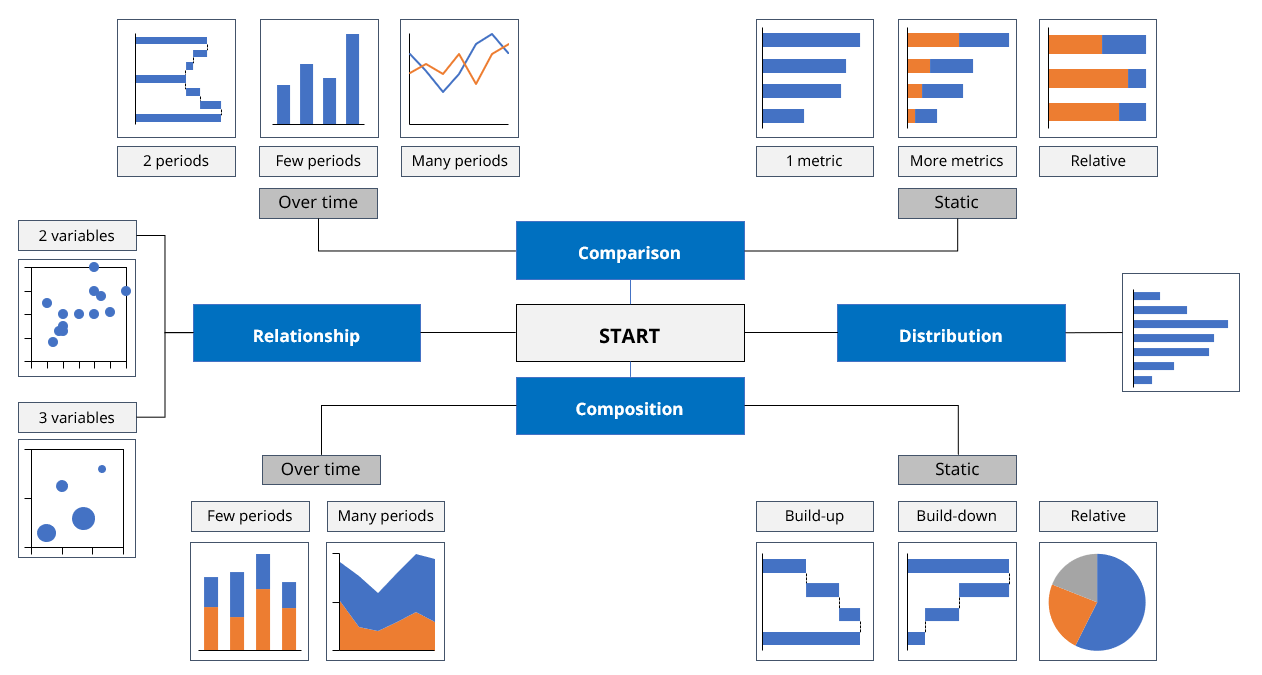 2 periods
Few periods
Many periods
1 metric
More metrics
Relative
Over time
Static
2 variables
Comparison
Relationship
START
Distribution
Composition
3 variables
Over time
Static
Few periods
Many periods
Build-up
Build-down
Relative